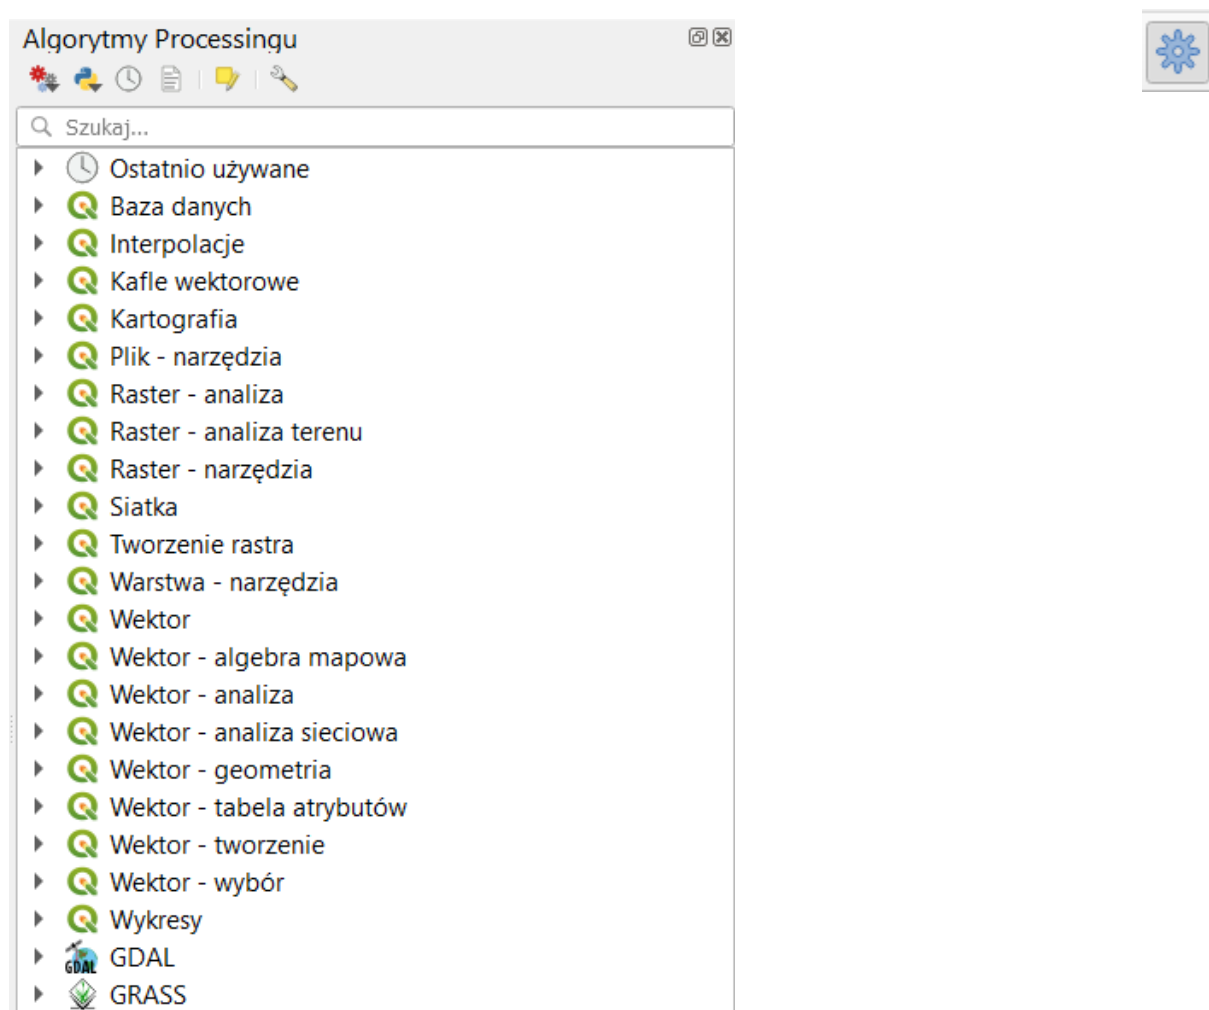 Algorytmy Processingu
Szukaj...
Ostatnio używane
Baza danych
Interpolacje
Kafle wektorowe
Kartografia
Plik - narzędzia
Raster - analiza
Raster - analiza terenu
Raster - narzędzia
Siatka
Tworzenie rastra
Warstwa - narzędzia
Wektor
Wektor - algebra mapowa
Wektor - analiza
Wektor - analiza sieciowa
Wektor - geometria
Wektor - tabela atrybutów
Wektor - tworzenie
Wektor - wybór
Wykresy
GDAL GDAL
GRASS